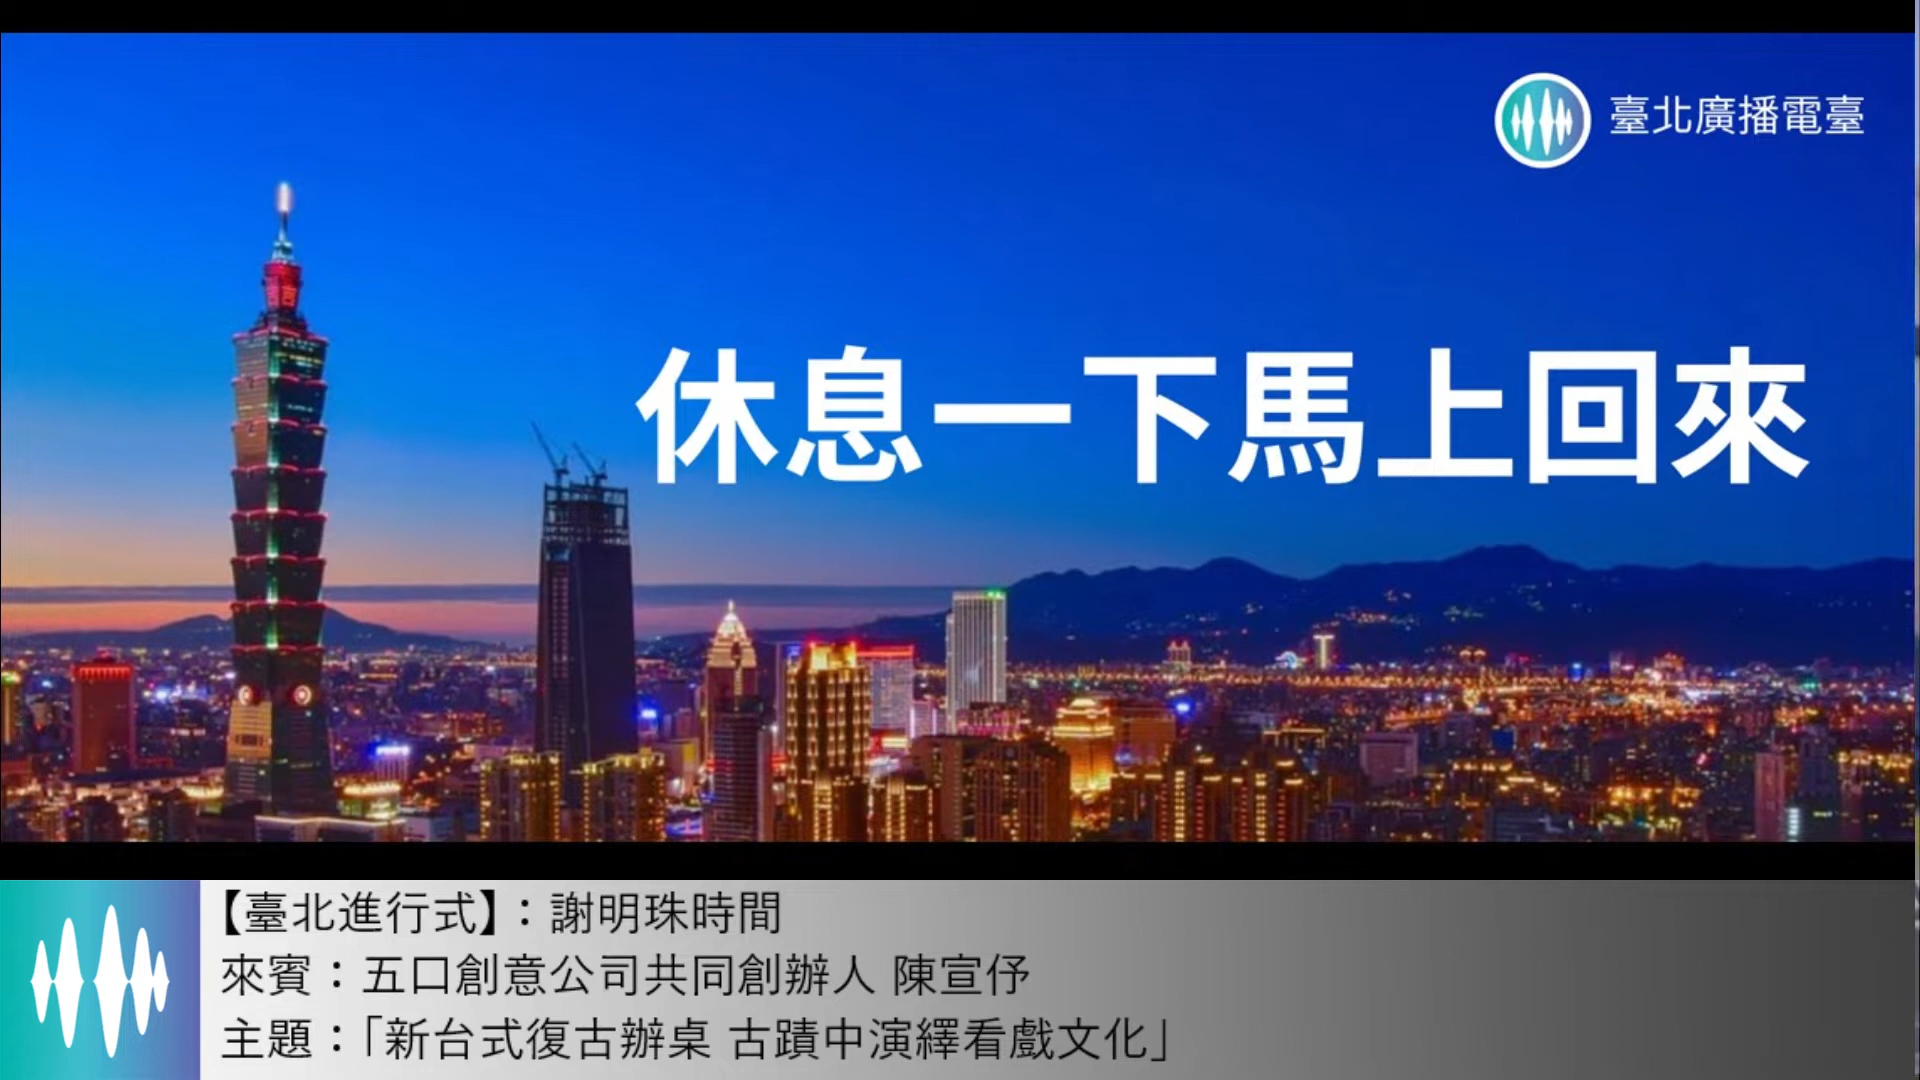 臺北廣播電臺
休息一下馬上回來
【臺北進行式】：謝明珠時間
來賓：五口創意公司共同創辦人 陳宣伃
主題：「新台式復古辦桌 古蹟中演繹看戲文化」